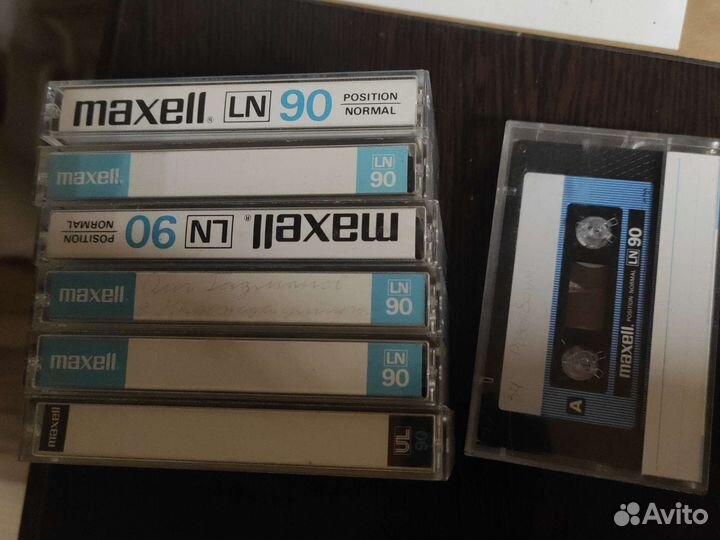 maxell® LN 90 POSITION NORMAL
maxell® LN 90
maxell® LN 90 POSITION NORMAL
maxell LN 90
maxell LN 90
maxell UL 90
A maxell® POSITION · NORMAL LN 90
Avito